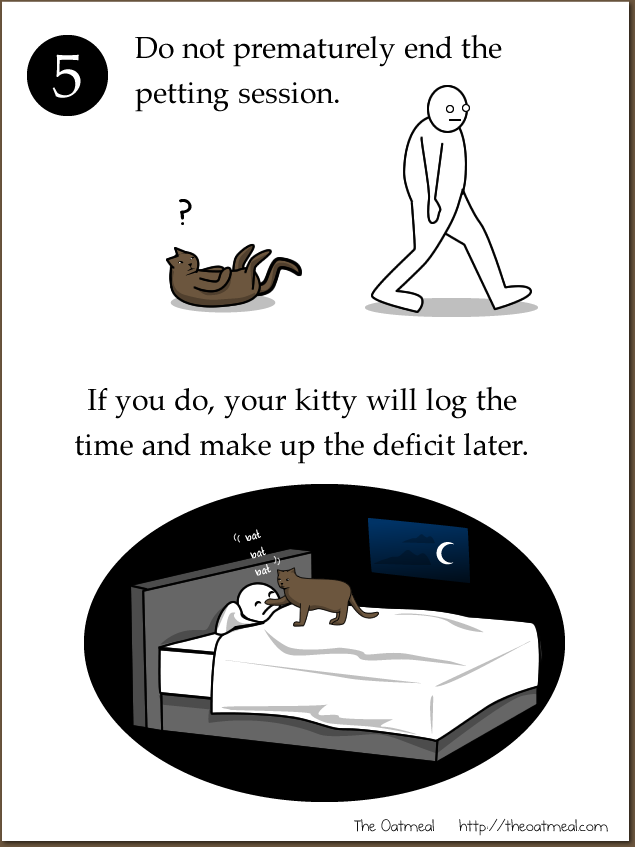 5
Do not prematurely end the
petting session.
?
If you do, your kitty will log the
time and make up the deficit later.
bat
bat
bat
The Oatmeal http://theoatmeal.com